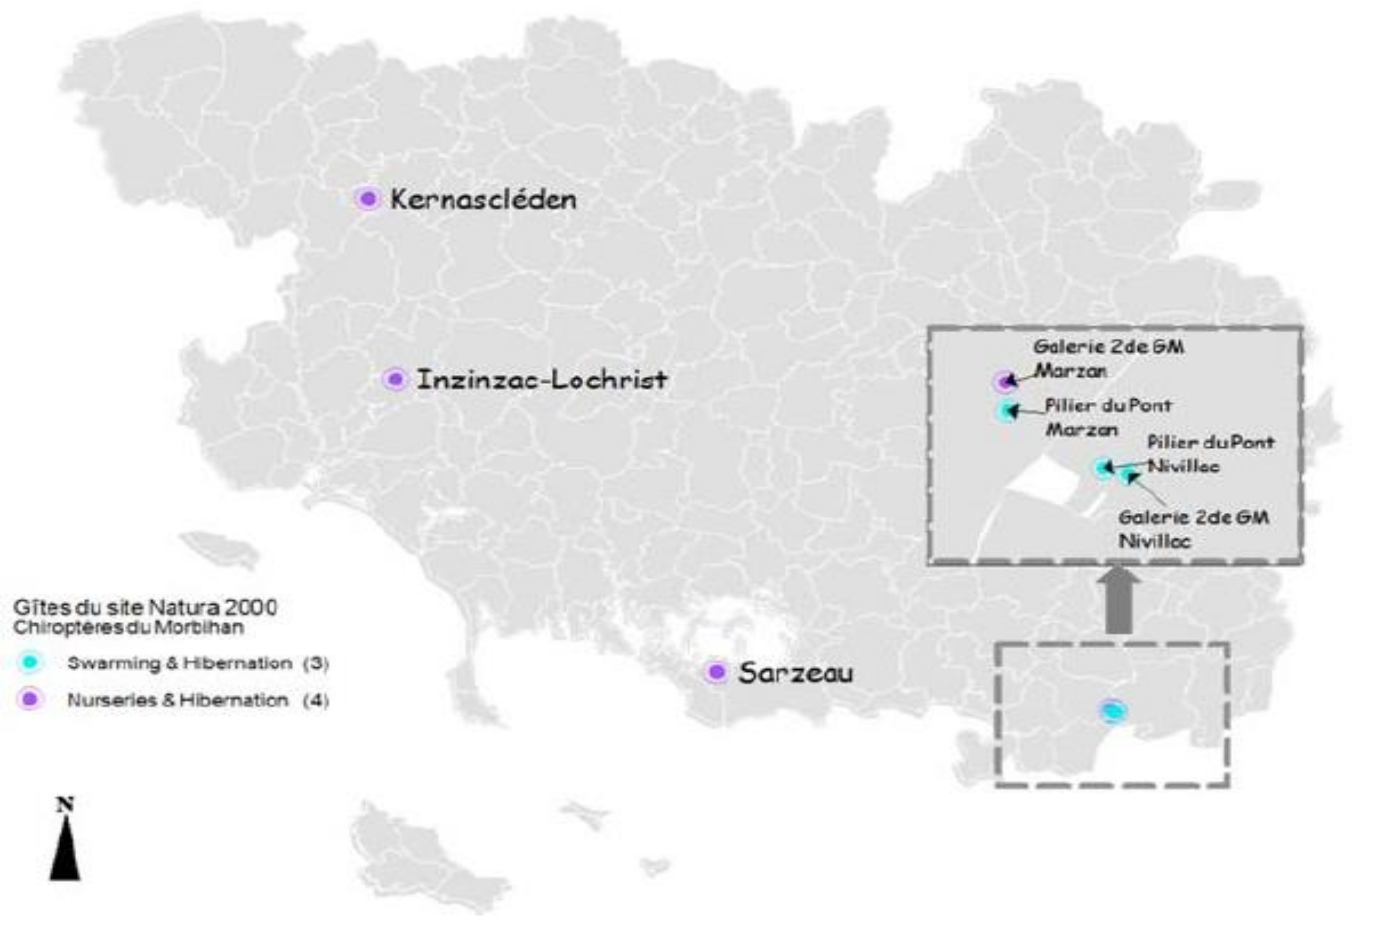 Kernascléden
Inzinzac-Lochrist
Galerie 2de GM
Marzan
Pilier du Pont
Marzan
Pilier du Pont
Nivillac
Galerie 2de GM
Nivillac
Sarzeau
Gîtes du site Natura 2000
Chiroptères du Morbihan
Swarming & Hibernation (3)
Nurseries & Hibernation (4)
N